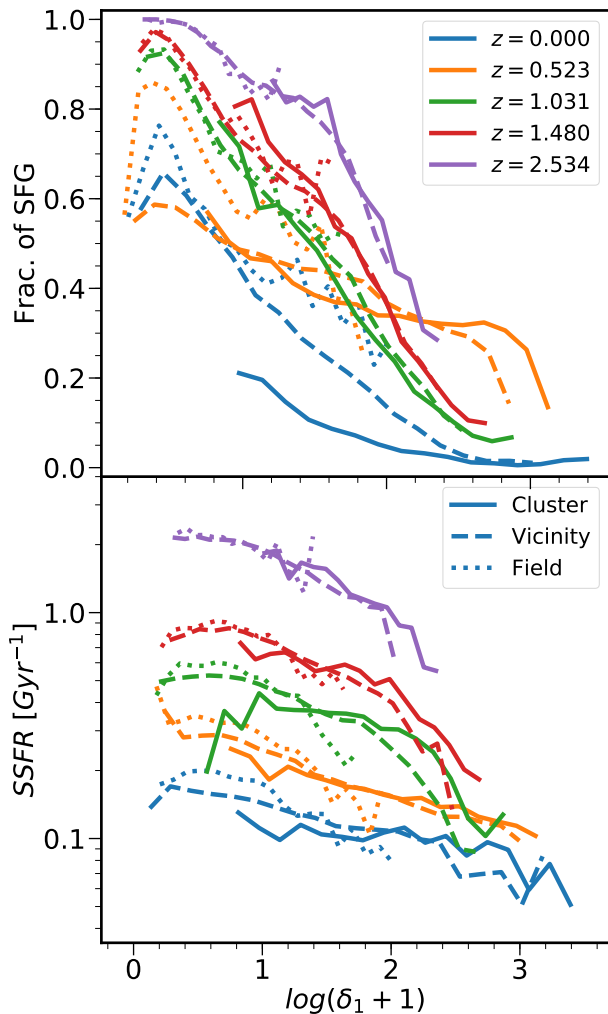 1.0
0.8
0.6
0.4
0.2
0.0
Frac. of SFG
z = 0.000
z = 0.523
z = 1.031
z = 1.480
z = 2.534
1.0
0.1
SSFR [Gyr⁻¹]
Cluster
Vicinity
Field
0 1 2 3
log(δ₁ + 1)